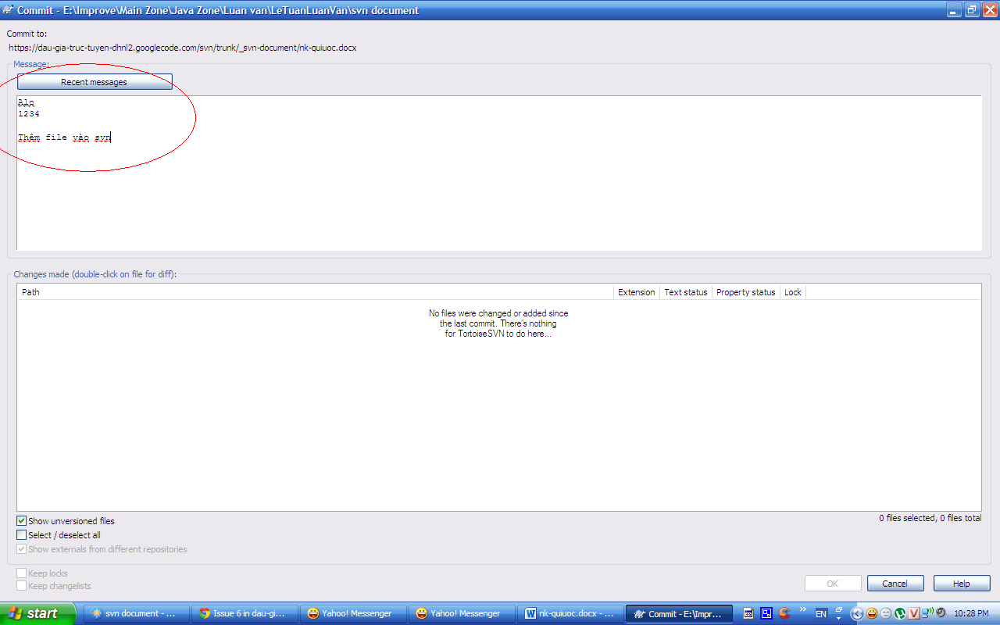 Commit - E:\Improve\Main Zone\Java Zone\Luan van\LeTuanLuanVan\svn document
Commit to:
https://dau-gia-truc-tuyen-dhnl2.googlecode.com/svn/trunk/_svn-document/nk-quiuoc.docx
Message:
Recent messages
Alo
1234
Thêm file vào svn
Changes made (double-click on file for diff):
Path Extension Text status Property status Lock
No files were changed or added since
the last commit. There's nothing
for TortoiseSVN to do here...
Show unversioned files
0 files selected, 0 files total
Select / deselect all
Show externals from different repositories
Keep locks
Keep changelists
OK Cancel Help
start svn document - ... Issue 6 in dau-gi... Yahoo! Messenger Yahoo! Messenger nk-quiuoc.docx - ... Commit - E:\Impr... EN 10:28 PM